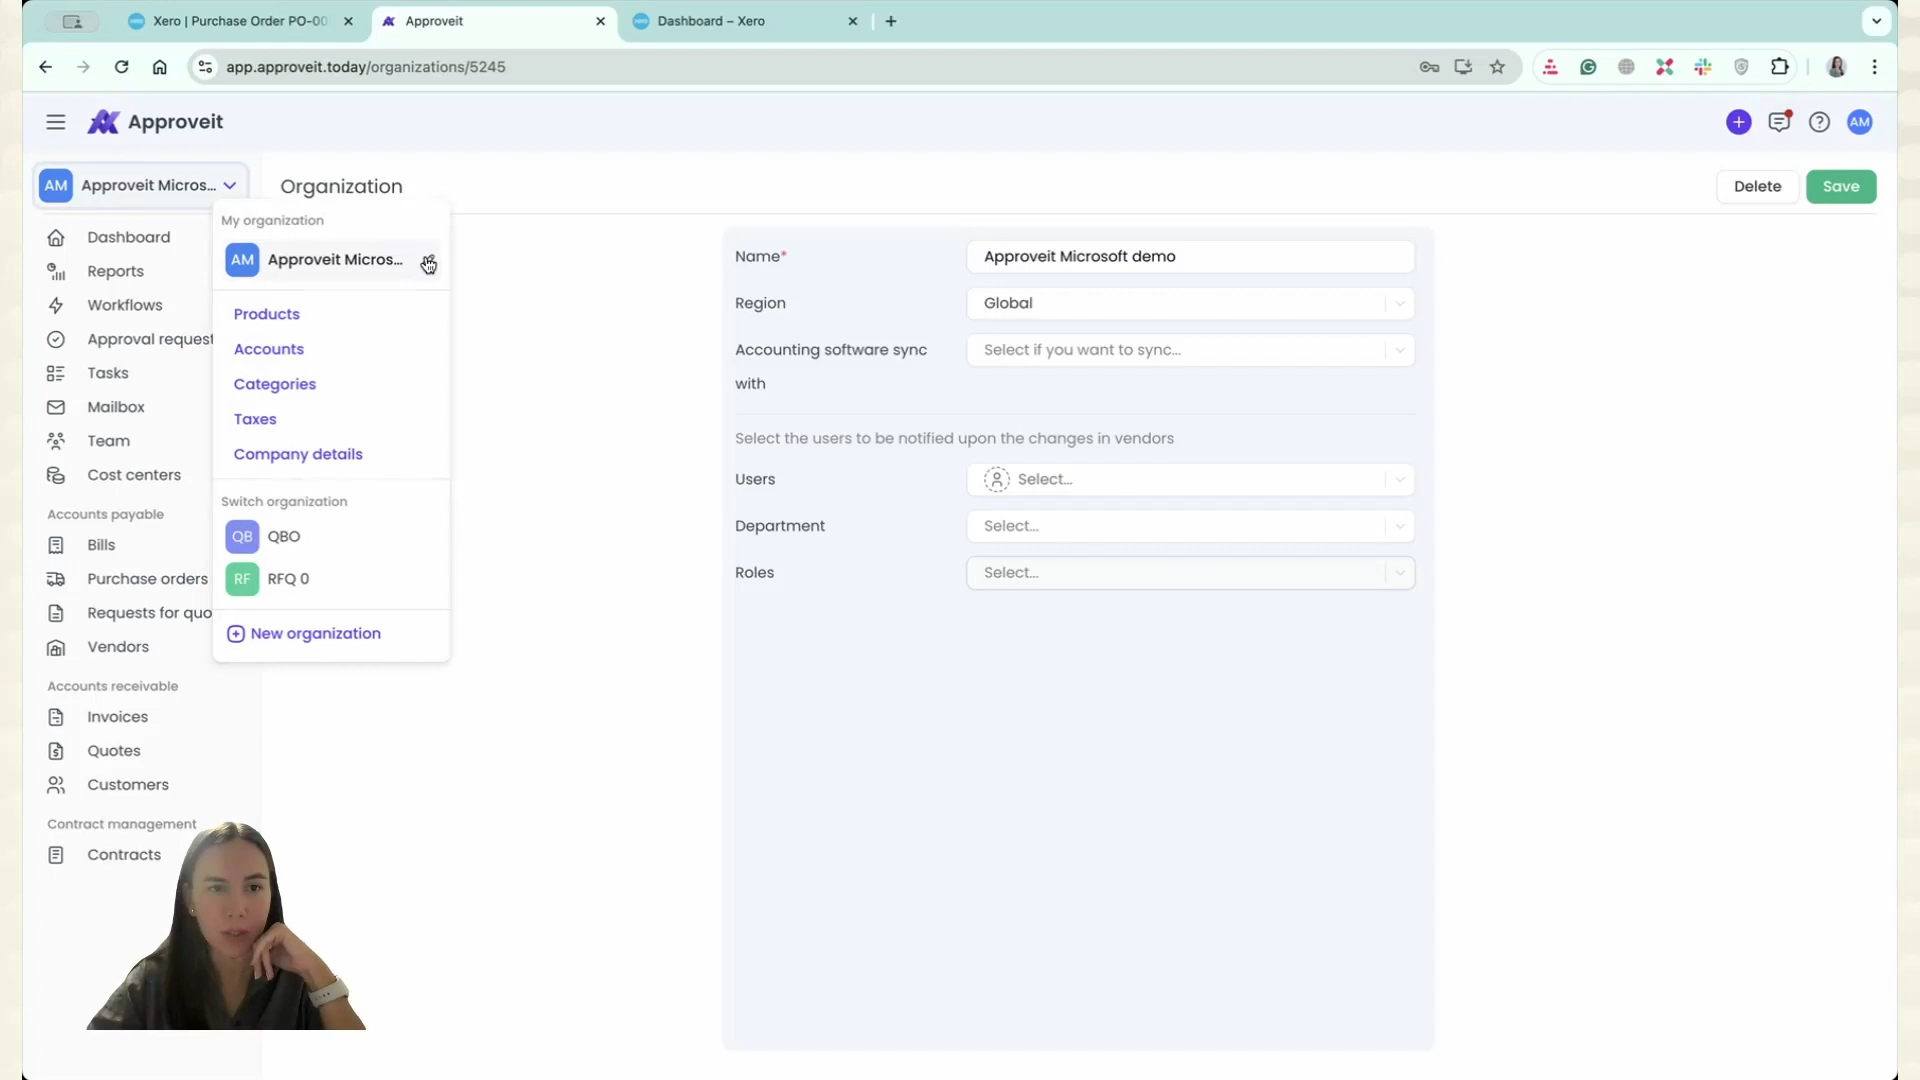 Xero | Purchase Order PO-00
Approveit
Dashboard – Xero
app.approveit.today/organizations/5245
Approveit
AM
AM Approveit Micros...
Organization
Delete
Save
My organization
AM Approveit Micros...
Products
Accounts
Categories
Taxes
Company details
Switch organization
QB QBO
RF RFQ 0
New organization
Dashboard
Reports
Workflows
Approval request
Tasks
Mailbox
Team
Cost centers
Accounts payable
Bills
Purchase orders
Requests for quo
Vendors
Accounts receivable
Invoices
Quotes
Customers
Contract management
Contracts
Name*
Approveit Microsoft demo
Region
Global
Accounting software sync
with
Select if you want to sync...
Select the users to be notified upon the changes in vendors
Users
Select...
Department
Select...
Roles
Select...